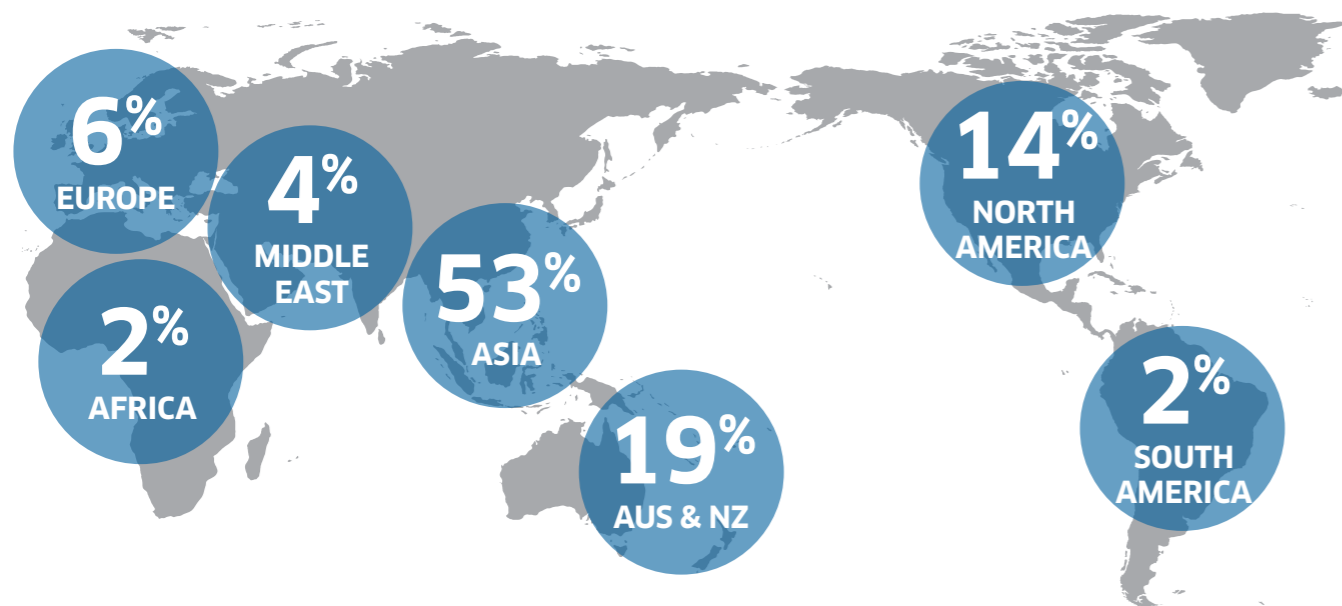 6%
EUROPE
4%
MIDDLE
EAST
2%
AFRICA
53%
ASIA
19%
AUS & NZ
14%
NORTH
AMERICA
2%
SOUTH
AMERICA